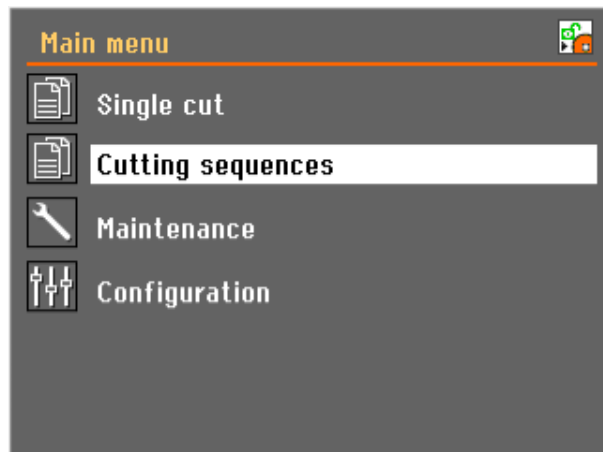 Main menu
Single cut
Cutting sequences
Maintenance
Configuration